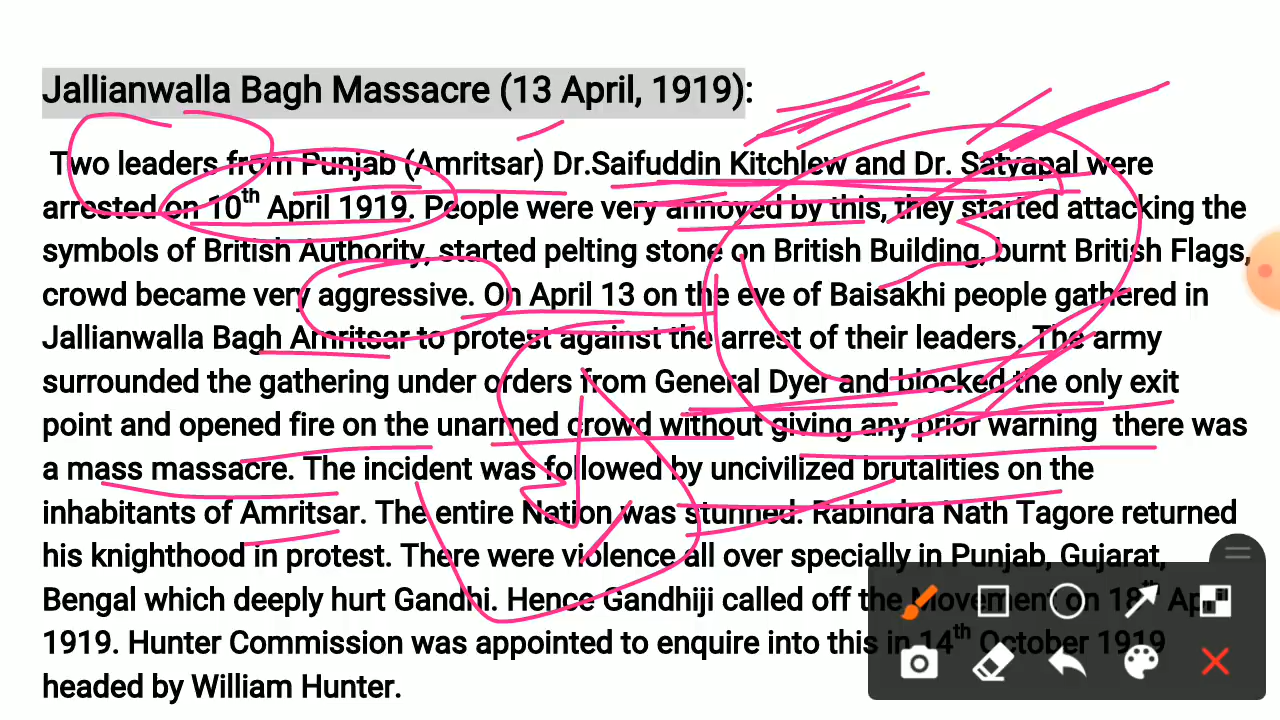 Jallianwalla Bagh Massacre (13 April, 1919):
Two leaders from Punjab (Amritsar) Dr.Saifuddin Kitchlew and Dr. Satyapal were
arrested on 10th April 1919. People were very annoyed by this, they started attacking the
symbols of British Authority, started pelting stone on British Building, burnt British Flags,
crowd became very aggressive. On April 13 on the eve of Baisakhi people gathered in
Jallianwalla Bagh Amritsar to protest against the arrest of their leaders. The army
surrounded the gathering under orders from General Dyer and blocked the only exit
point and opened fire on the unarmed crowd without giving any prior warning there was
a mass massacre. The incident was followed by uncivilized brutalities on the
inhabitants of Amritsar. The entire Nation was stunned. Rabindra Nath Tagore returned
his knighthood in protest. There were violence all over specially in Punjab, Gujarat,
Bengal which deeply hurt Gandhi. Hence Gandhiji called off the Movement on 18th
1919. Hunter Commission was appointed to enquire into this in 14th October 1919
headed by William Hunter.